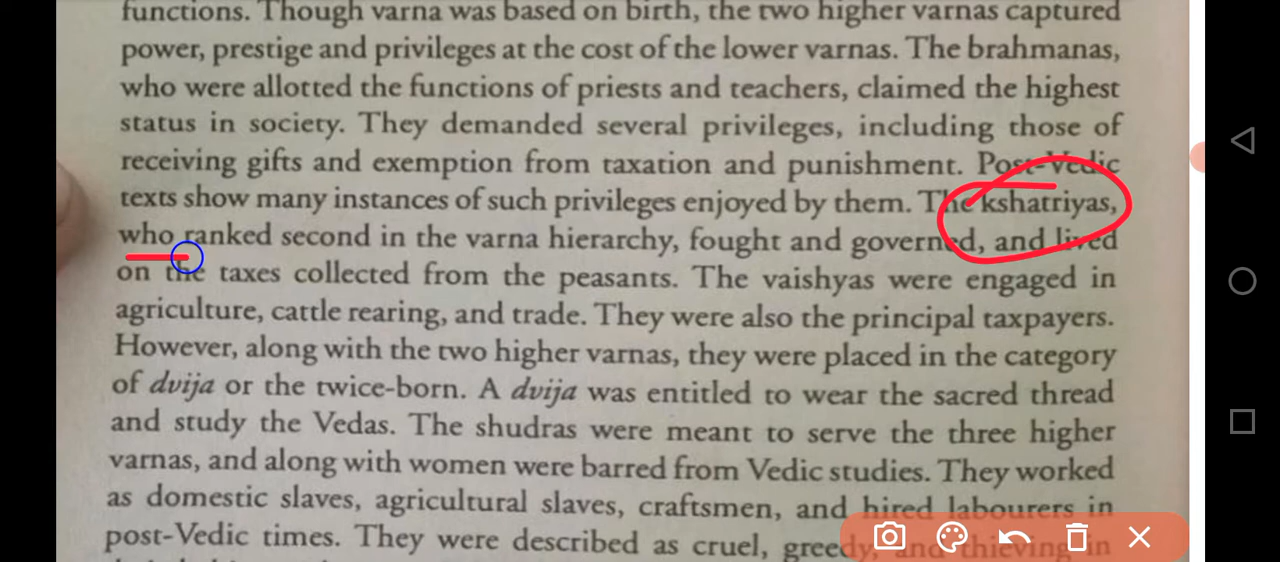 functions. Though varna was based on birth, the two higher varnas captured
power, prestige and privileges at the cost of the lower varnas. The brahmanas,
who were allotted the functions of priests and teachers, claimed the highest
status in society. They demanded several privileges, including those of
receiving gifts and exemption from taxation and punishment. Post-Vedic
texts show many instances of such privileges enjoyed by them. The kshatriyas,
who ranked second in the varna hierarchy, fought and governed, and lived
on the taxes collected from the peasants. The vaishyas were engaged in
agriculture, cattle rearing, and trade. They were also the principal taxpayers.
However, along with the two higher varnas, they were placed in the category
of dvija or the twice-born. A dvija was entitled to wear the sacred thread
and study the Vedas. The shudras were meant to serve the three higher
varnas, and along with women were barred from Vedic studies. They worked
as domestic slaves, agricultural slaves, craftsmen, and hired labourers in
post-Vedic times. They were described as cruel, greedy, and thieving in